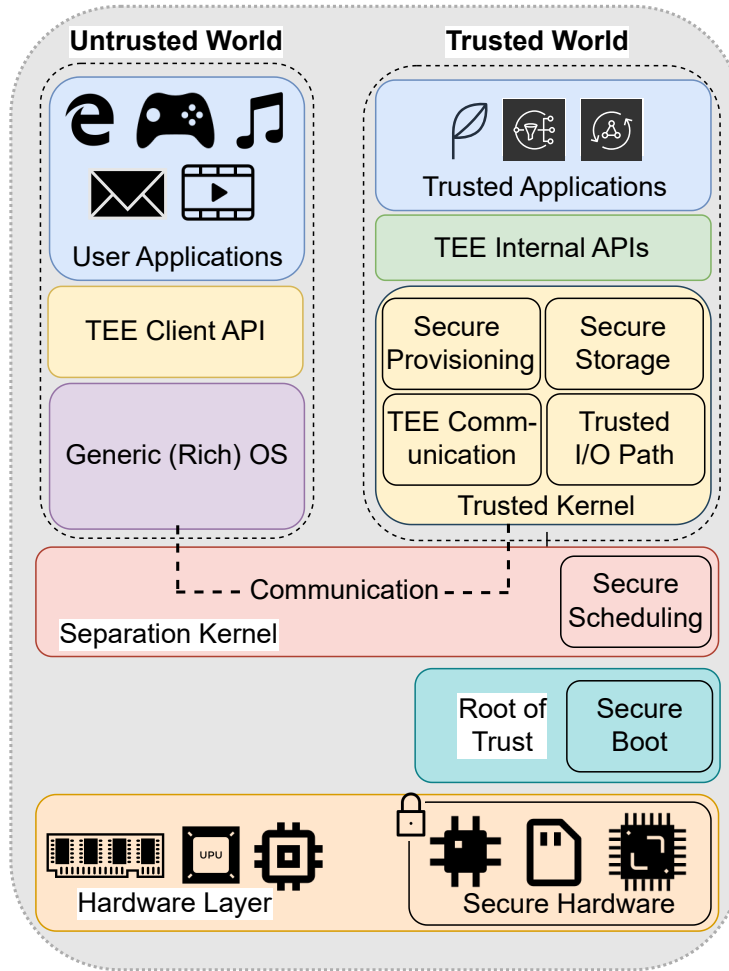 Untrusted World
Trusted World
User Applications
TEE Client API
Generic (Rich) OS
Trusted Applications
TEE Internal APIs
Secure
Provisioning
Secure
Storage
TEE Comm-
unication
Trusted
I/O Path
Trusted Kernel
Communication
Separation Kernel
Secure
Scheduling
Root of
Trust
Secure
Boot
UPU
Hardware Layer
Secure Hardware